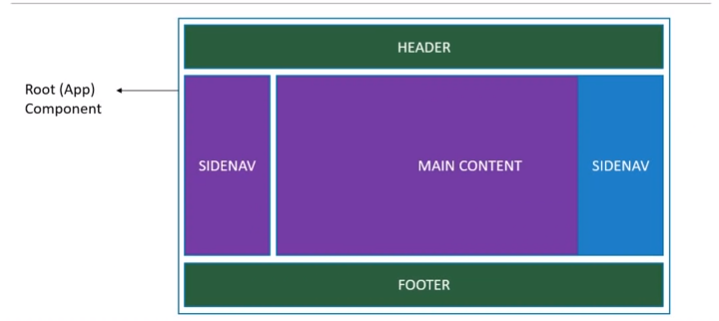 HEADER
Root (App)
Component
SIDENAV
MAIN CONTENT
SIDENAV
FOOTER